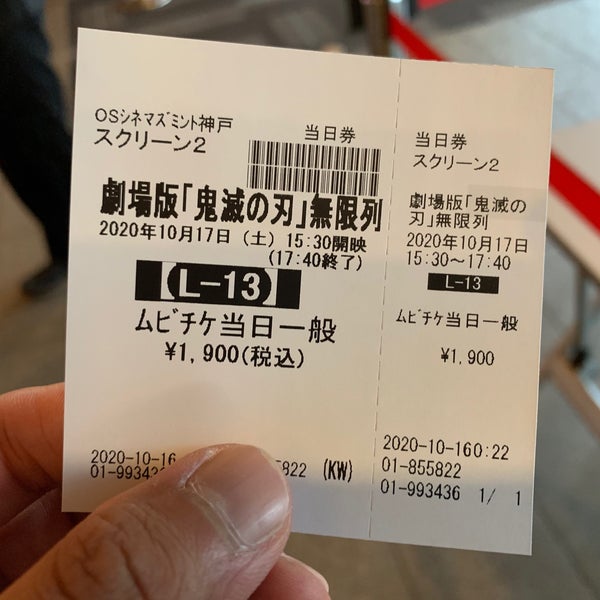 OSシネマズミント神戸
スクリーン2
当日券
劇場版「鬼滅の刃」無限列
2020年10月17日（土）15:30開映
(17:40終了)
【L-13】
ムビチケ当日一般
¥1,900(税込)
2020-10-16
01-99343
5822 (KW)
当日券
スクリーン2
劇場版「鬼滅の
刃」無限列
2020年10月17日
15:30～17:40
L-13
ムビチケ当日一般
¥1,900
2020-10-160:22
01-855822
01-993436 1/ 1